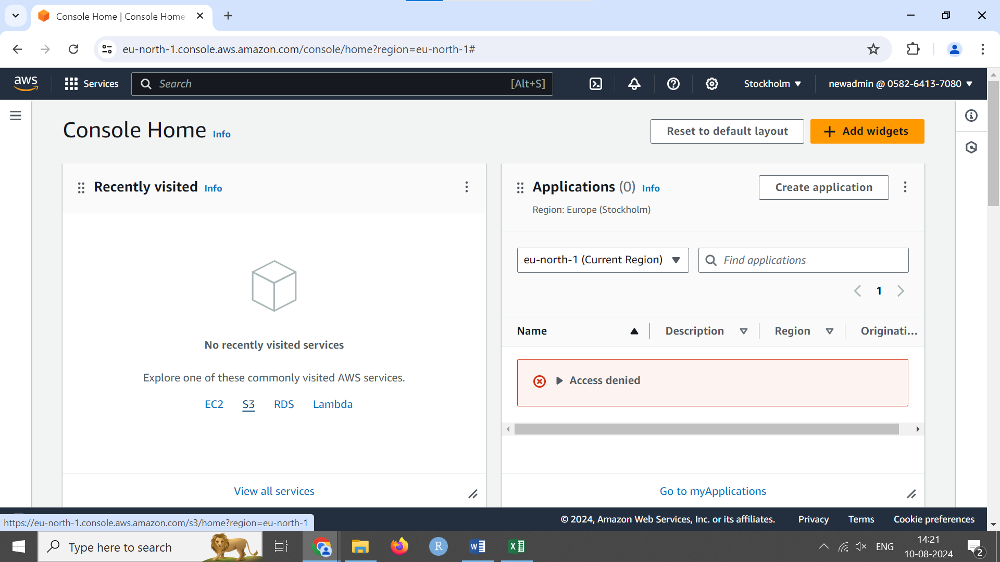 Console Home | Console Home
eu-north-1.console.aws.amazon.com/console/home?region=eu-north-1#
aws Services Search [Alt+S] Stockholm newadmin @ 0582-6413-7080
Console Home Info
Reset to default layout
Add widgets
Recently visited Info
No recently visited services
Explore one of these commonly visited AWS services.
EC2 S3 RDS Lambda
View all services
Applications (0) Info
Create application
Region: Europe (Stockholm)
eu-north-1 (Current Region)
Find applications
1
Name Description Region Originati...
Access denied
Go to myApplications
https://eu-north-1.console.aws.amazon.com/s3/home?region=eu-north-1
© 2024, Amazon Web Services, Inc. or its affiliates. Privacy Terms Cookie preferences
Type here to search
R
W
X
ENG
14:21
10-08-2024
2